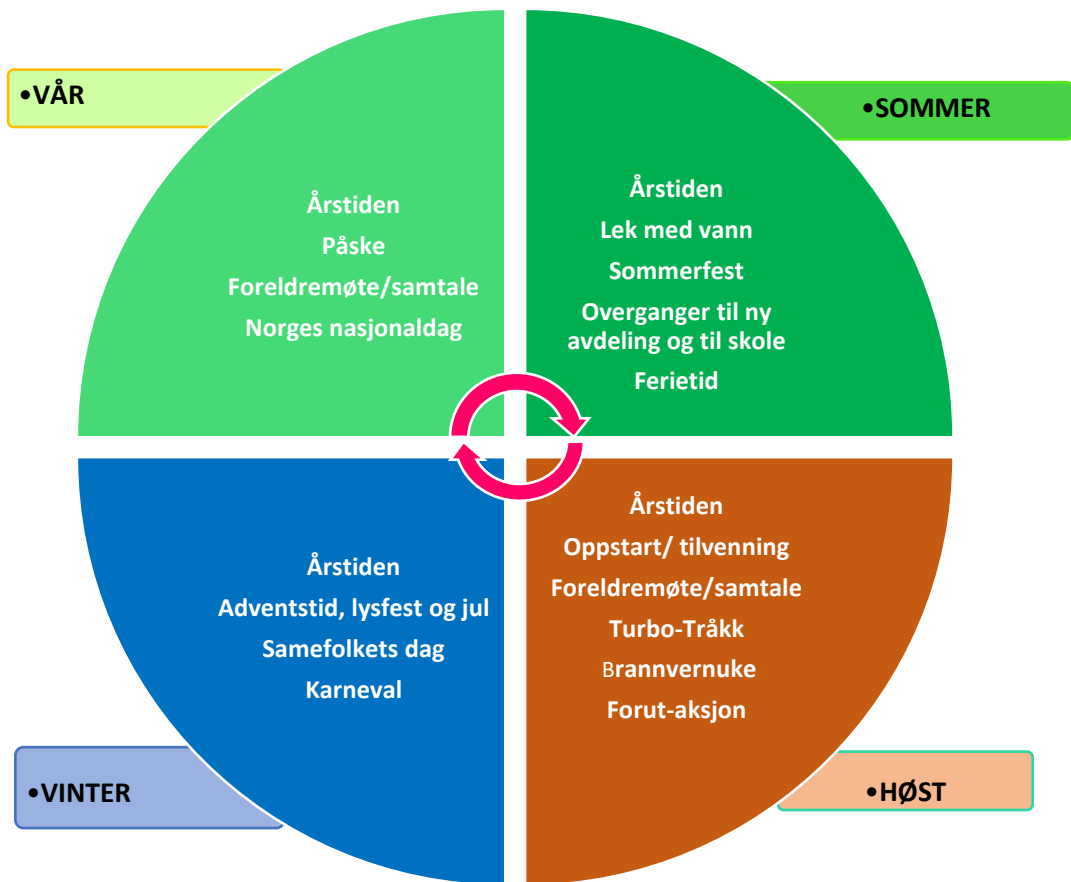 •VÅR
Årstiden
Påske
Foreldremøte/samtale
Norges nasjonaldag
•SOMMER
Årstiden
Lek med vann
Sommerfest
Overganger til ny
avdeling og til skole
Ferietid
•VINTER
Årstiden
Adventstid, lysfest og jul
Samefolkets dag
Karneval
•HØST
Årstiden
Oppstart/ tilvenning
Foreldremøte/samtale
Turbo-Tråkk
Brannvernuke
Forut-aksjon